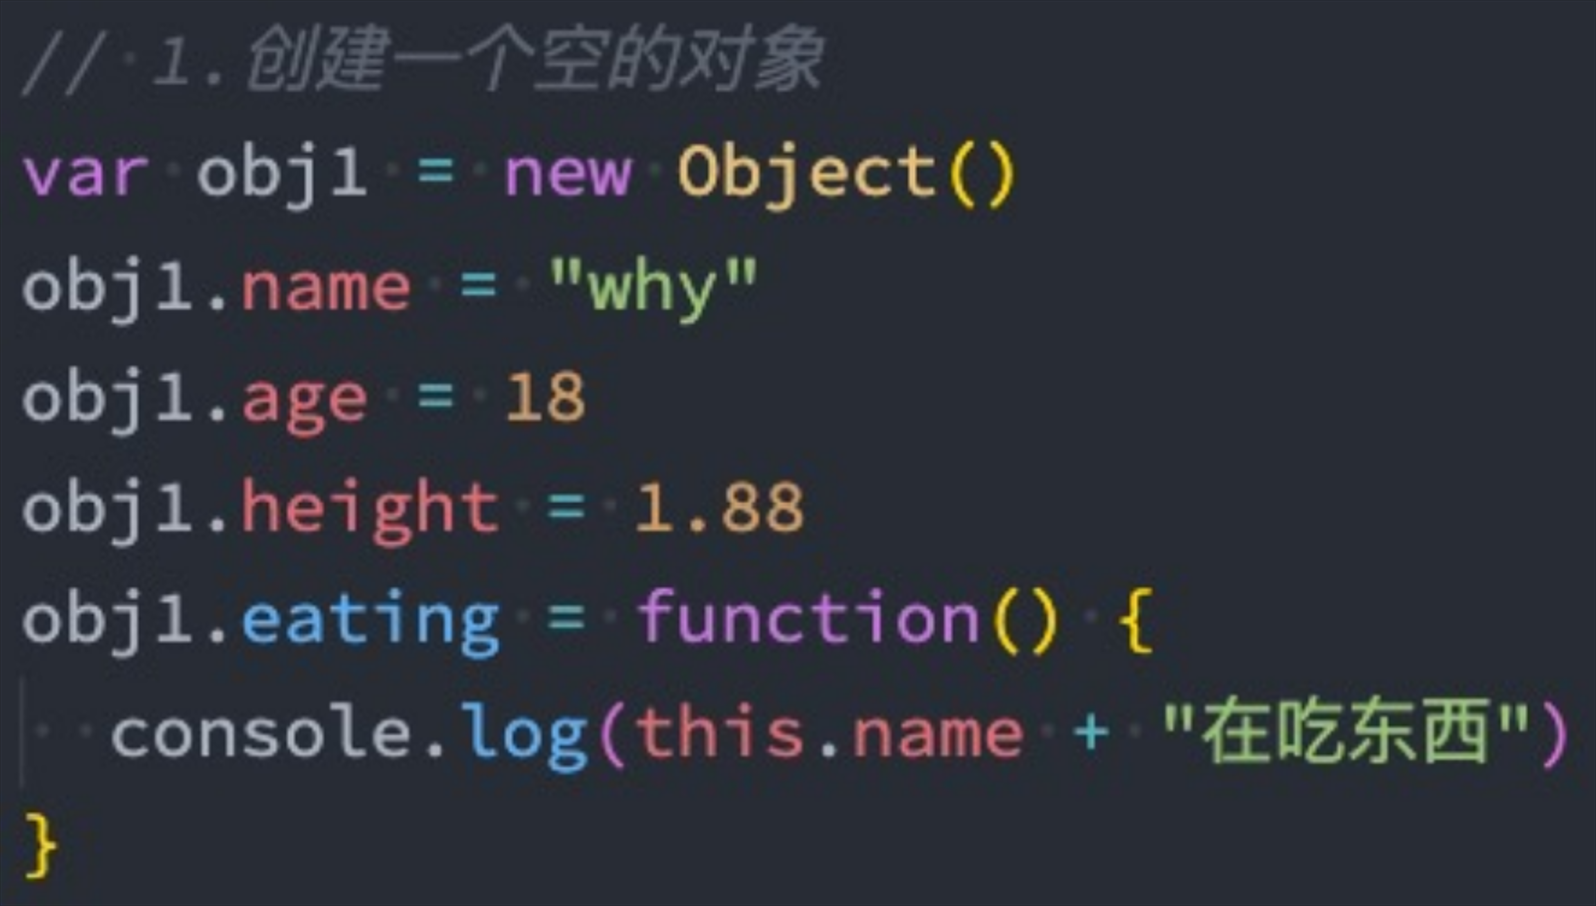 // 1.创建一个空的对象
var obj1 = new Object()
obj1.name = "why"
obj1.age = 18
obj1.height = 1.88
obj1.eating = function() {
  console.log(this.name + "在吃东西")
}